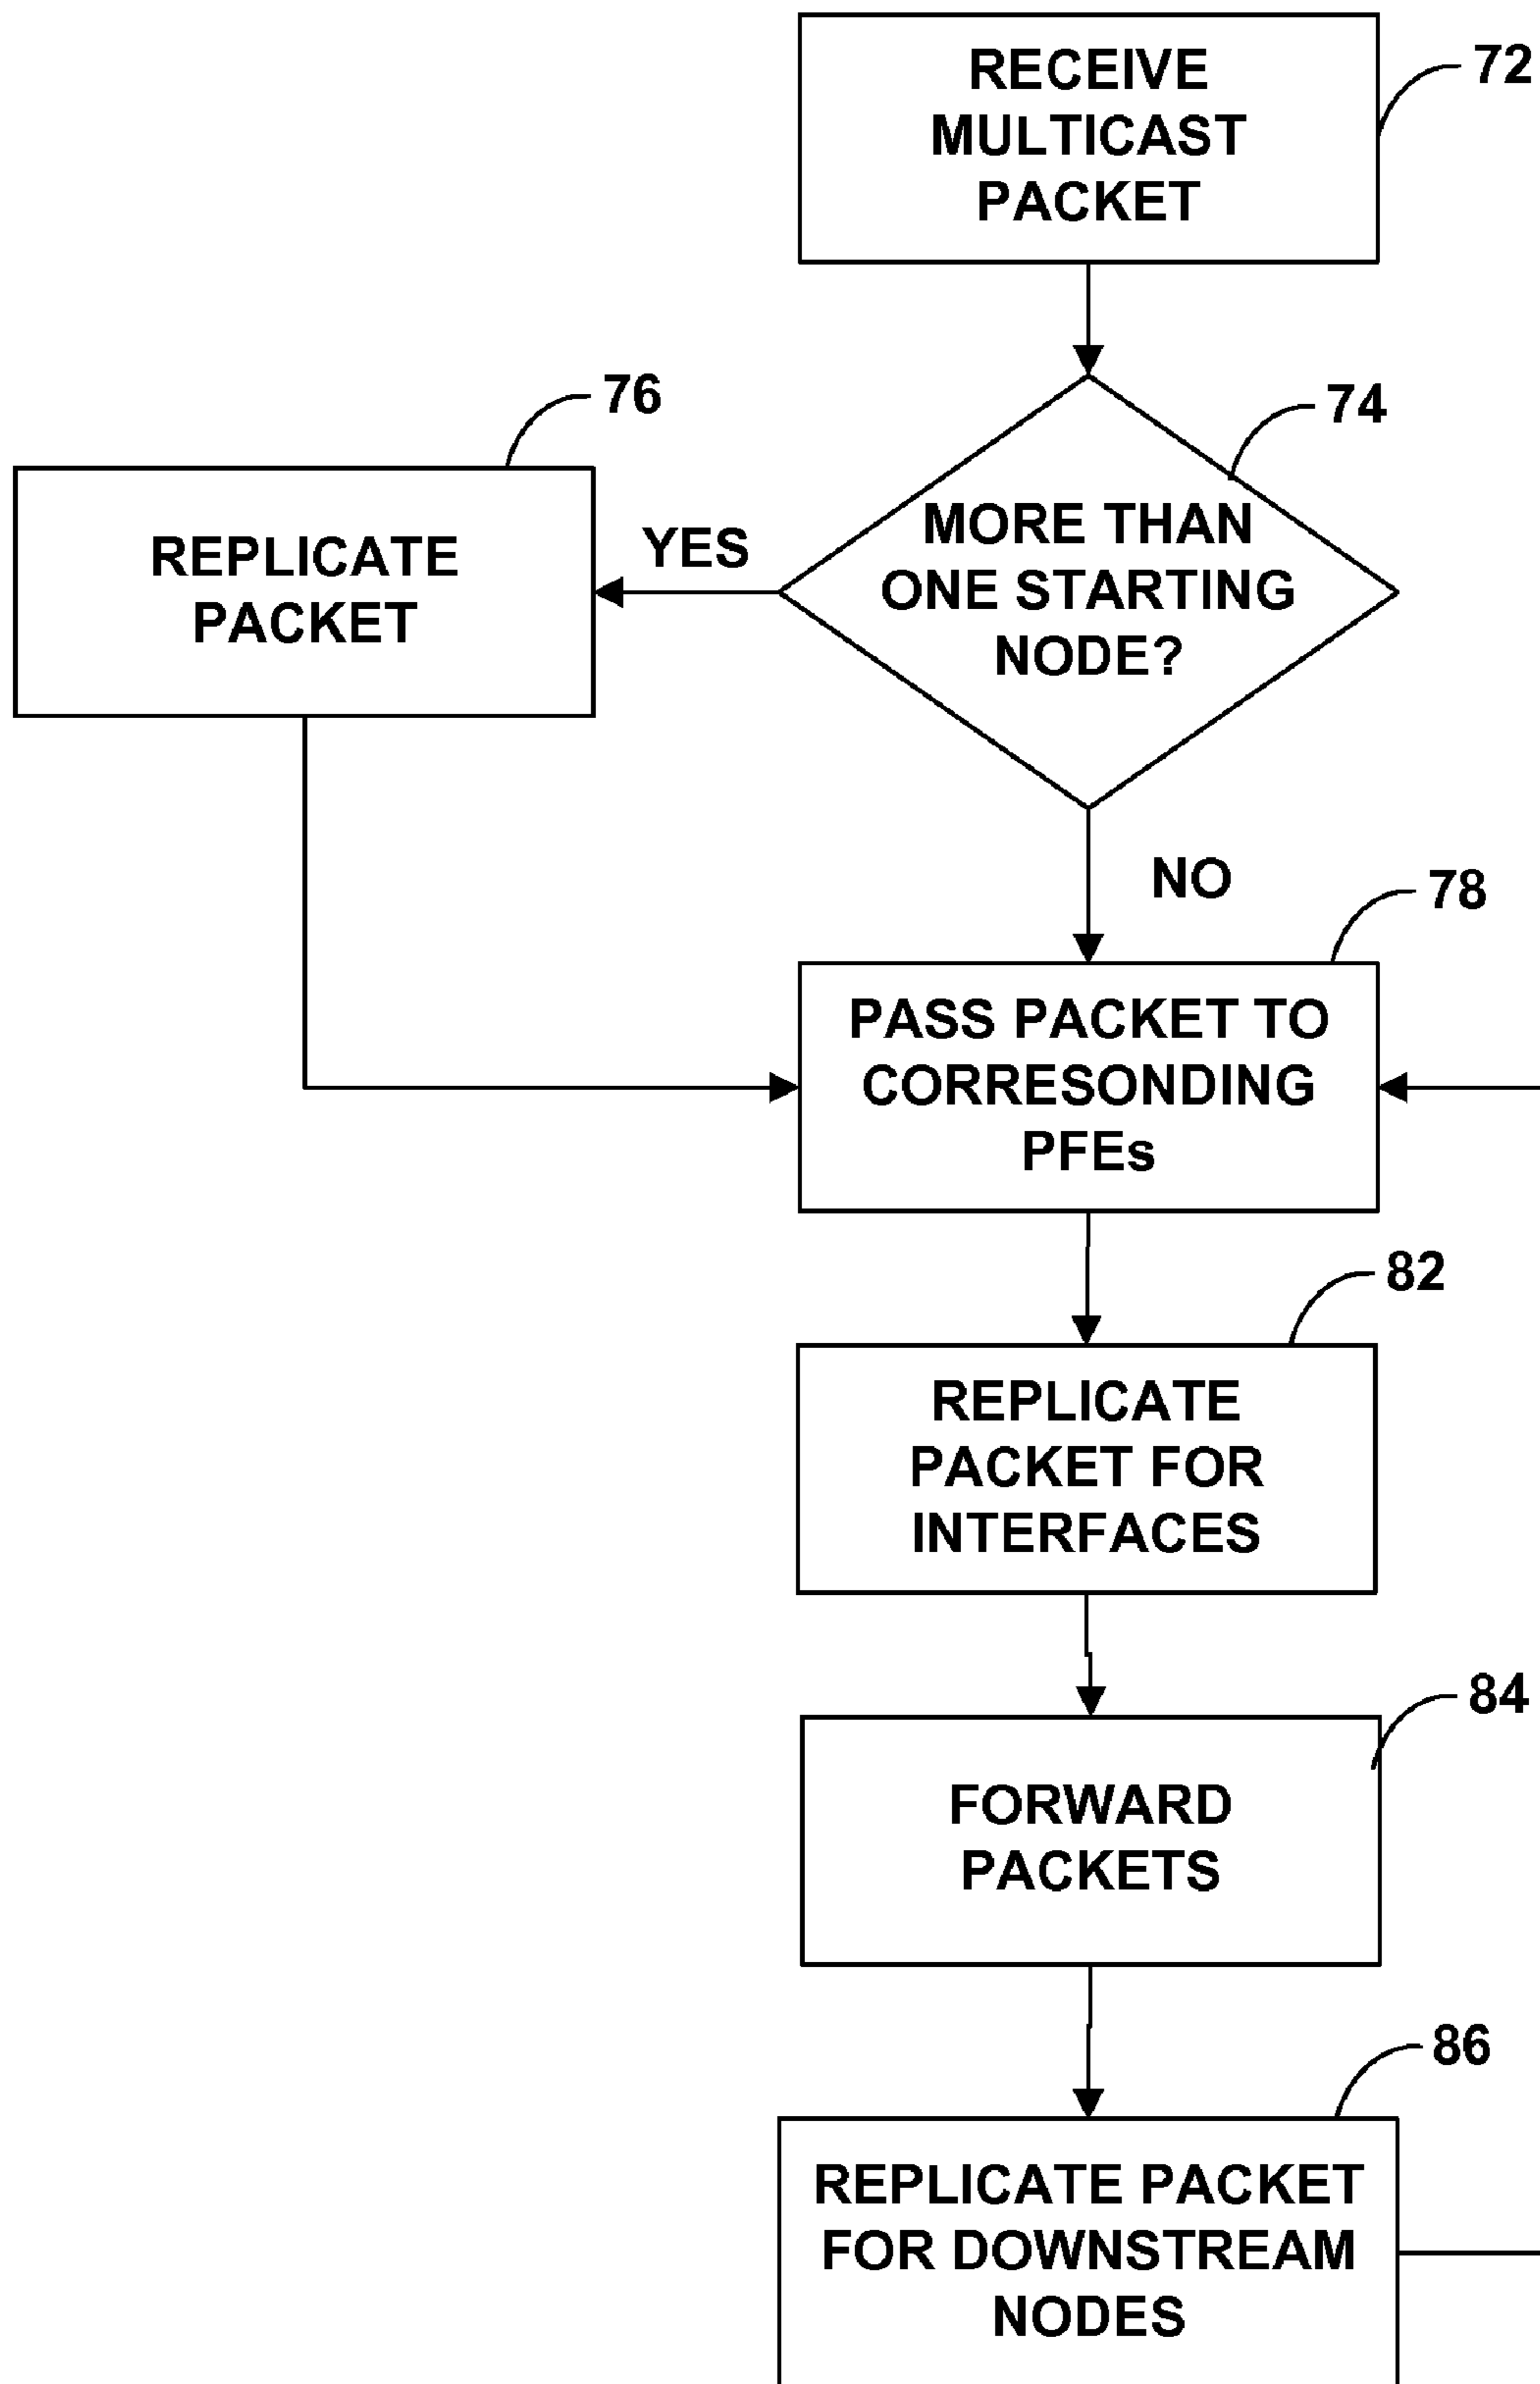 RECEIVE
MULTICAST
PACKET
72
76
74
REPLICATE
PACKET
YES
MORE THAN
ONE STARTING
NODE?
NO
78
PASS PACKET TO
CORRESONDING
PFEs
82
REPLICATE
PACKET FOR
INTERFACES
84
FORWARD
PACKETS
86
REPLICATE PACKET
FOR DOWNSTREAM
NODES